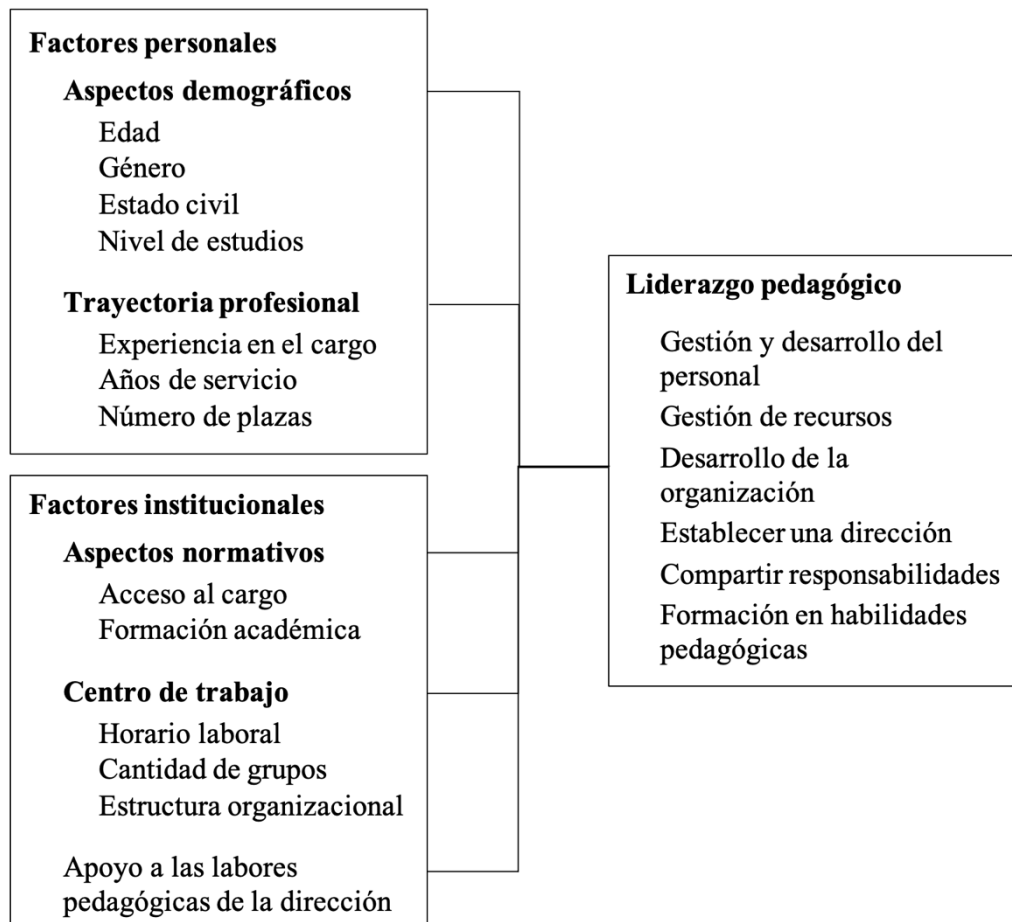 Factores personales
Aspectos demográficos
Edad
Género
Estado civil
Nivel de estudios
Trayectoria profesional
Experiencia en el cargo
Años de servicio
Número de plazas
Factores institucionales
Aspectos normativos
Acceso al cargo
Formación académica
Centro de trabajo
Horario laboral
Cantidad de grupos
Estructura organizacional
Apoyo a las labores
pedagógicas de la dirección
Liderazgo pedagógico
Gestión y desarrollo del
personal
Gestión de recursos
Desarrollo de la
organización
Establecer una dirección
Compartir responsabilidades
Formación en habilidades
pedagógicas